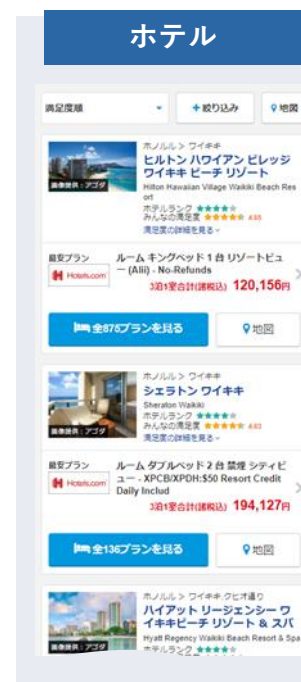 ホテル
満足度順
+絞り込み
地図
ホノルル > ワイキキ
ヒルトン ハワイアン ビレッジ
ワイキキ ビーチ リゾート
Hilton Hawaiian Village Waikiki Beach Res
ort
ホテルランク ★★★★☆
みんなの満足度 ★★★★★
満足度の詳細を見る
画像提供:アゴダ
最安プラン
Hotels.com
ルーム キングベッド 1 台 リゾートビュ
ー (Alii) - No-Refunds
3泊1室合計(諸税込) 120,156円
全875プランを見る
地図
ホノルル > ワイキキ
シェラトン ワイキキ
Sheraton Waikiki
ホテルランク ★★★★☆
みんなの満足度 ★★★★★
満足度の詳細を見る
画像提供:アゴダ
最安プラン
Hotels.com
ルーム ダブルベッド 2 台 禁煙 シティビ
ュー - XPCB/XPDH:$50 Resort Credit
Daily Includ
3泊1室合計(諸税込) 194,127円
全136プランを見る
地図
ホノルル > ワイキキ,クヒオ通り
ハイアット リージェンシー ワ
イキキビーチ リゾート & スパ
Hyatt Regency Waikiki Beach Resort & Spa
ホテルランク ★★★★☆
画像提供:アゴダ